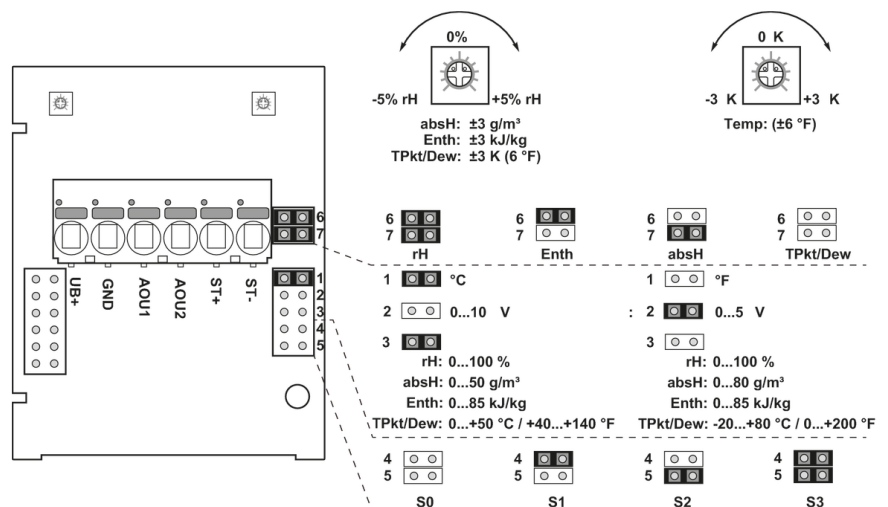 0%
-5% rH +5% rH
absH: ±3 g/m³
Enth: ±3 kJ/kg
TPkt/Dew: ±3 K (6 °F)
0 K
-3 K +3 K
Temp: (±6 °F)
6
7
1
2
3
4
5
UB+
GND
AOU1
AOU2
ST+
ST-
6 6 6 6
7 7 7 7
rH Enth absH TPkt/Dew
1 °C 1 °F
2 0...10 V : 2 0...5 V
3 3
rH: 0...100 % rH: 0...100 %
absH: 0...50 g/m³ absH: 0...80 g/m³
Enth: 0...85 kJ/kg Enth: 0...85 kJ/kg
TPkt/Dew: 0...+50 °C / +40...+140 °F TPkt/Dew: -20...+80 °C / 0...+200 °F
4 4 4 4
5 5 5 5
S0 S1 S2 S3